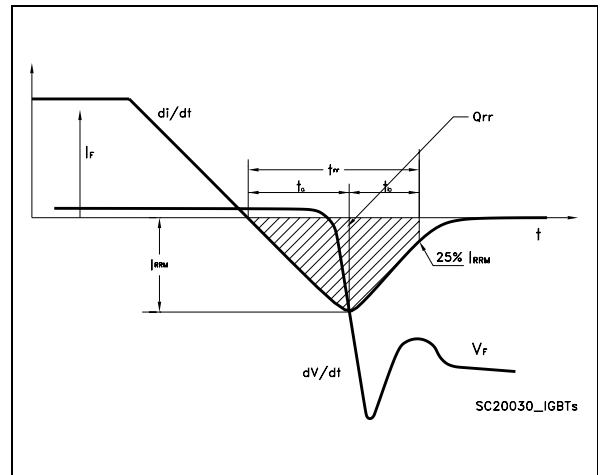 di/dt
Qrr
IF
trr
ta
tb
t
IRRM
25% IRRM
VF
dV/dt
SC20030_IGBTs